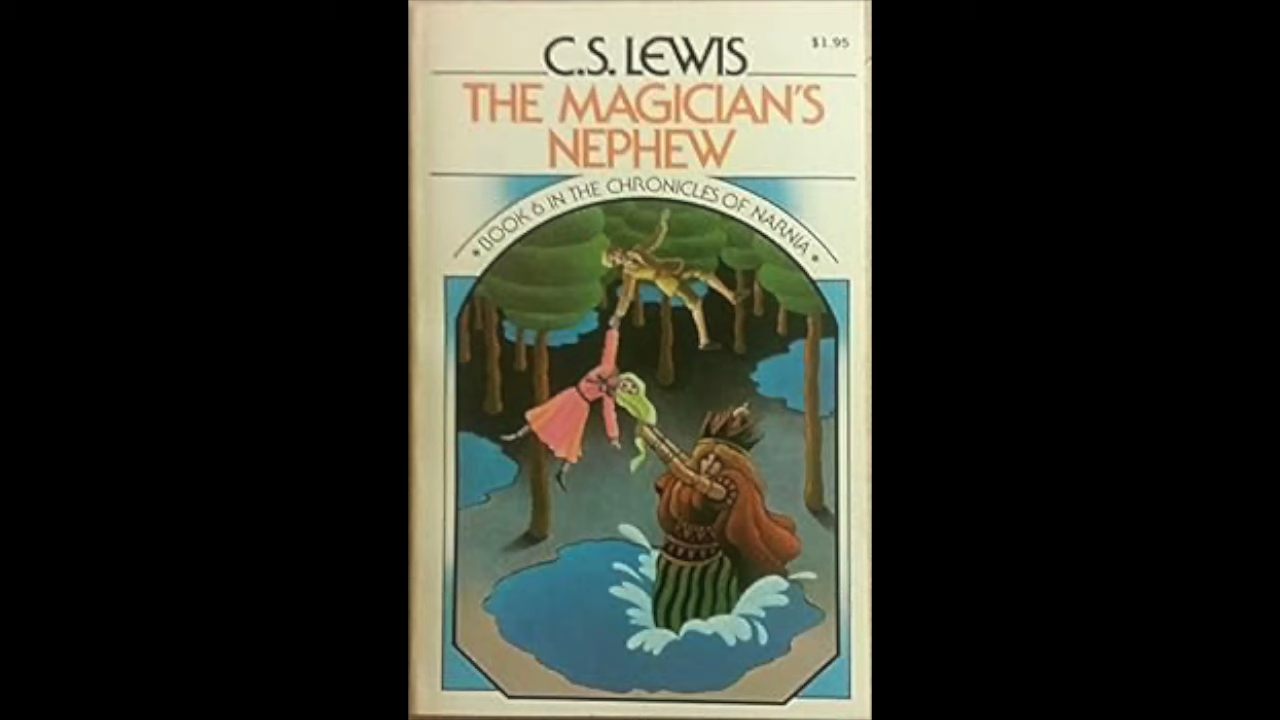 C.S. LEWIS
$1.95
THE MAGICIAN'S
NEPHEW
• BOOK 6 IN THE CHRONICLES OF NARNIA •